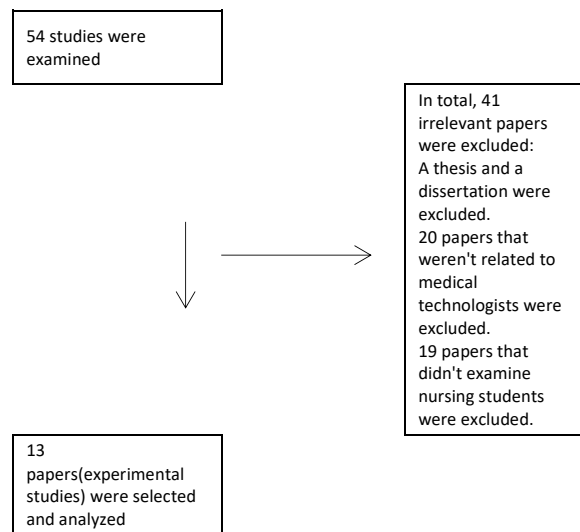 54 studies were
examined
In total, 41
irrelevant papers
were excluded:
A thesis and a
dissertation were
excluded.
20 papers that
weren't related to
medical
technologists were
excluded.
19 papers that
didn't examine
nursing students
were excluded.
13
papers(experimental
studies) were selected
and analyzed